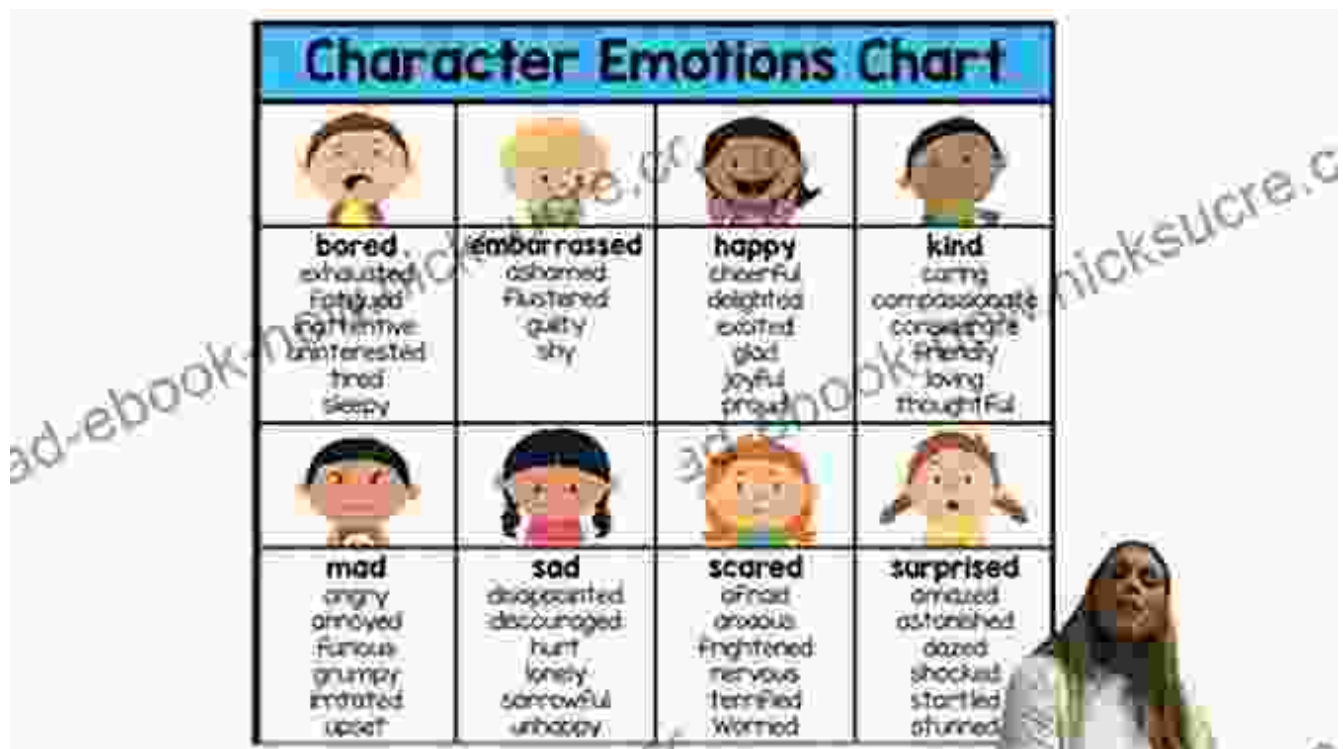 Character Emotions Chart
bored
exhausted
fatigued
inattentive
uninterested
tired
sleepy
embarrassed
ashamed
flustered
guilty
shy
happy
cheerful
delighted
excited
glad
joyful
proud
kind
caring
compassionate
friendly
loving
thoughtful
mad
angry
annoyed
furious
grumpy
irritated
upset
sad
disappointed
discouraged
hurt
lonely
sorrowful
unhappy
scared
afraid
anxious
frightened
nervous
terrified
worried
surprised
amazed
astonished
dazed
shocked
startled
stunned